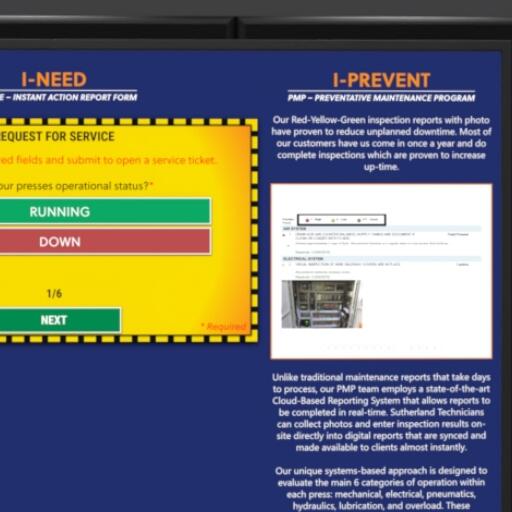 I-NEED
E – INSTANT ACTION REPORT FORM
EQUEST FOR SERVICE
red fields and submit to open a service ticket.
our presses operational status?*
RUNNING
DOWN
1/6
NEXT
* Required
I-PREVENT
PMP – PREVENTATIVE MAINTENANCE PROGRAM
Our Red-Yellow-Green inspection reports with photo
have proven to reduce unplanned downtime. Most of
our customers have us come in once a year and do
complete inspections which are proven to increase
up-time.
AIR SYSTEM
ELECTRICAL SYSTEM
Unlike traditional maintenance reports that take days
to process, our PMP team employs a state-of-the-art
Cloud-Based Reporting System that allows reports to
be completed in real-time. Sutherland Technicians
can collect photos and enter inspection results on-
site directly into digital reports that are synced and
made available to clients almost instantly.
Our unique systems-based approach is designed to
evaluate the main 6 categories of operation within
each press: mechanical, electrical, pneumatics,
hydraulics, lubrication, and overload. These